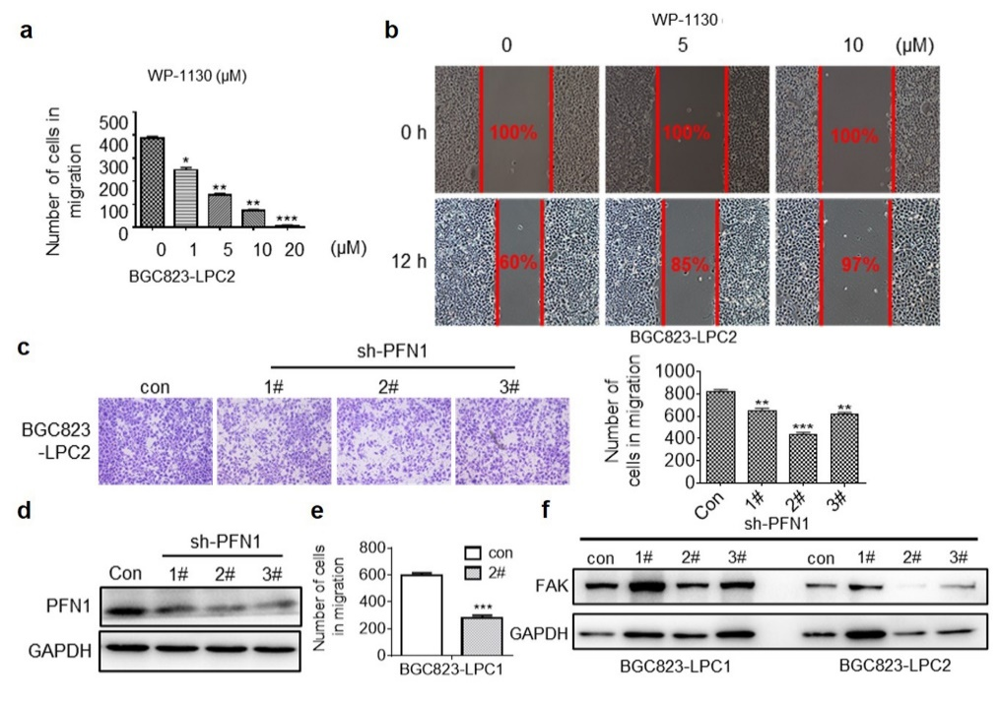 a
WP-1130 (μM)
Number of cells in
migration
500
400
300
200
100
0
*
**
**
***
0 1 5 10 20 (μM)
BGC823-LPC2
b
WP-1130
0 5 10 (μM)
0 h
100% 100% 100%
12 h
60% 85% 97%
BGC823-LPC2
c
sh-PFN1
con 1# 2# 3#
BGC823
-LPC2
Number of
cells in migration
1000
800
600
400
200
0
**
***
**
Con 1# 2# 3#
sh-PFN1
d
sh-PFN1
Con 1# 2# 3#
PFN1
GAPDH
e
Number of cells
in migration
800
600
400
200
0
con
2#
***
BGC823-LPC1
f
con 1# 2# 3# con 1# 2# 3#
FAK
GAPDH
BGC823-LPC1 BGC823-LPC2